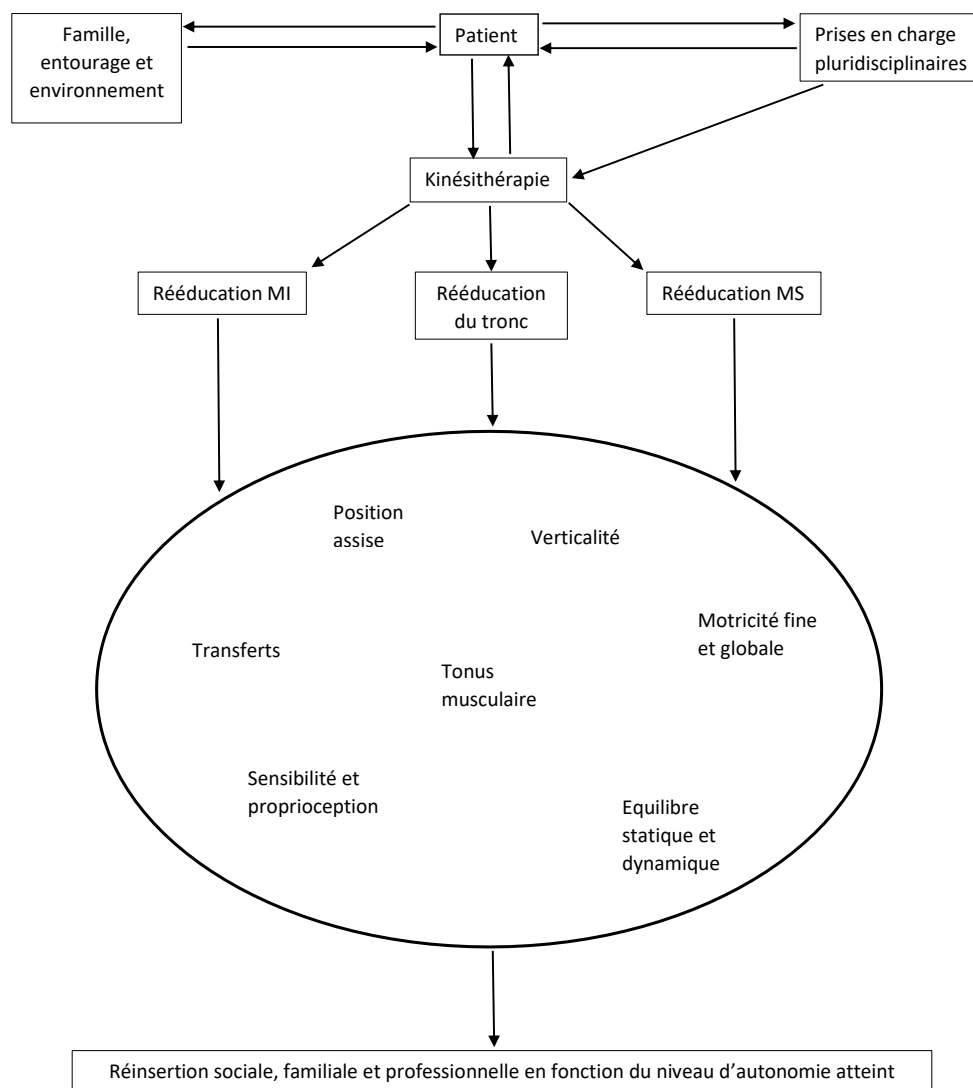 Famille,
entourage et
environnement
Patient
Prises en charge
pluridisciplinaires
Kinésithérapie
Rééducation MI
Rééducation
du tronc
Rééducation MS
Position
assise
Verticalité
Motricité fine
et globale
Transferts
Tonus
musculaire
Sensibilité et
proprioception
Equilibre
statique et
dynamique
Réinsertion sociale, familiale et professionnelle en fonction du niveau d’autonomie atteint